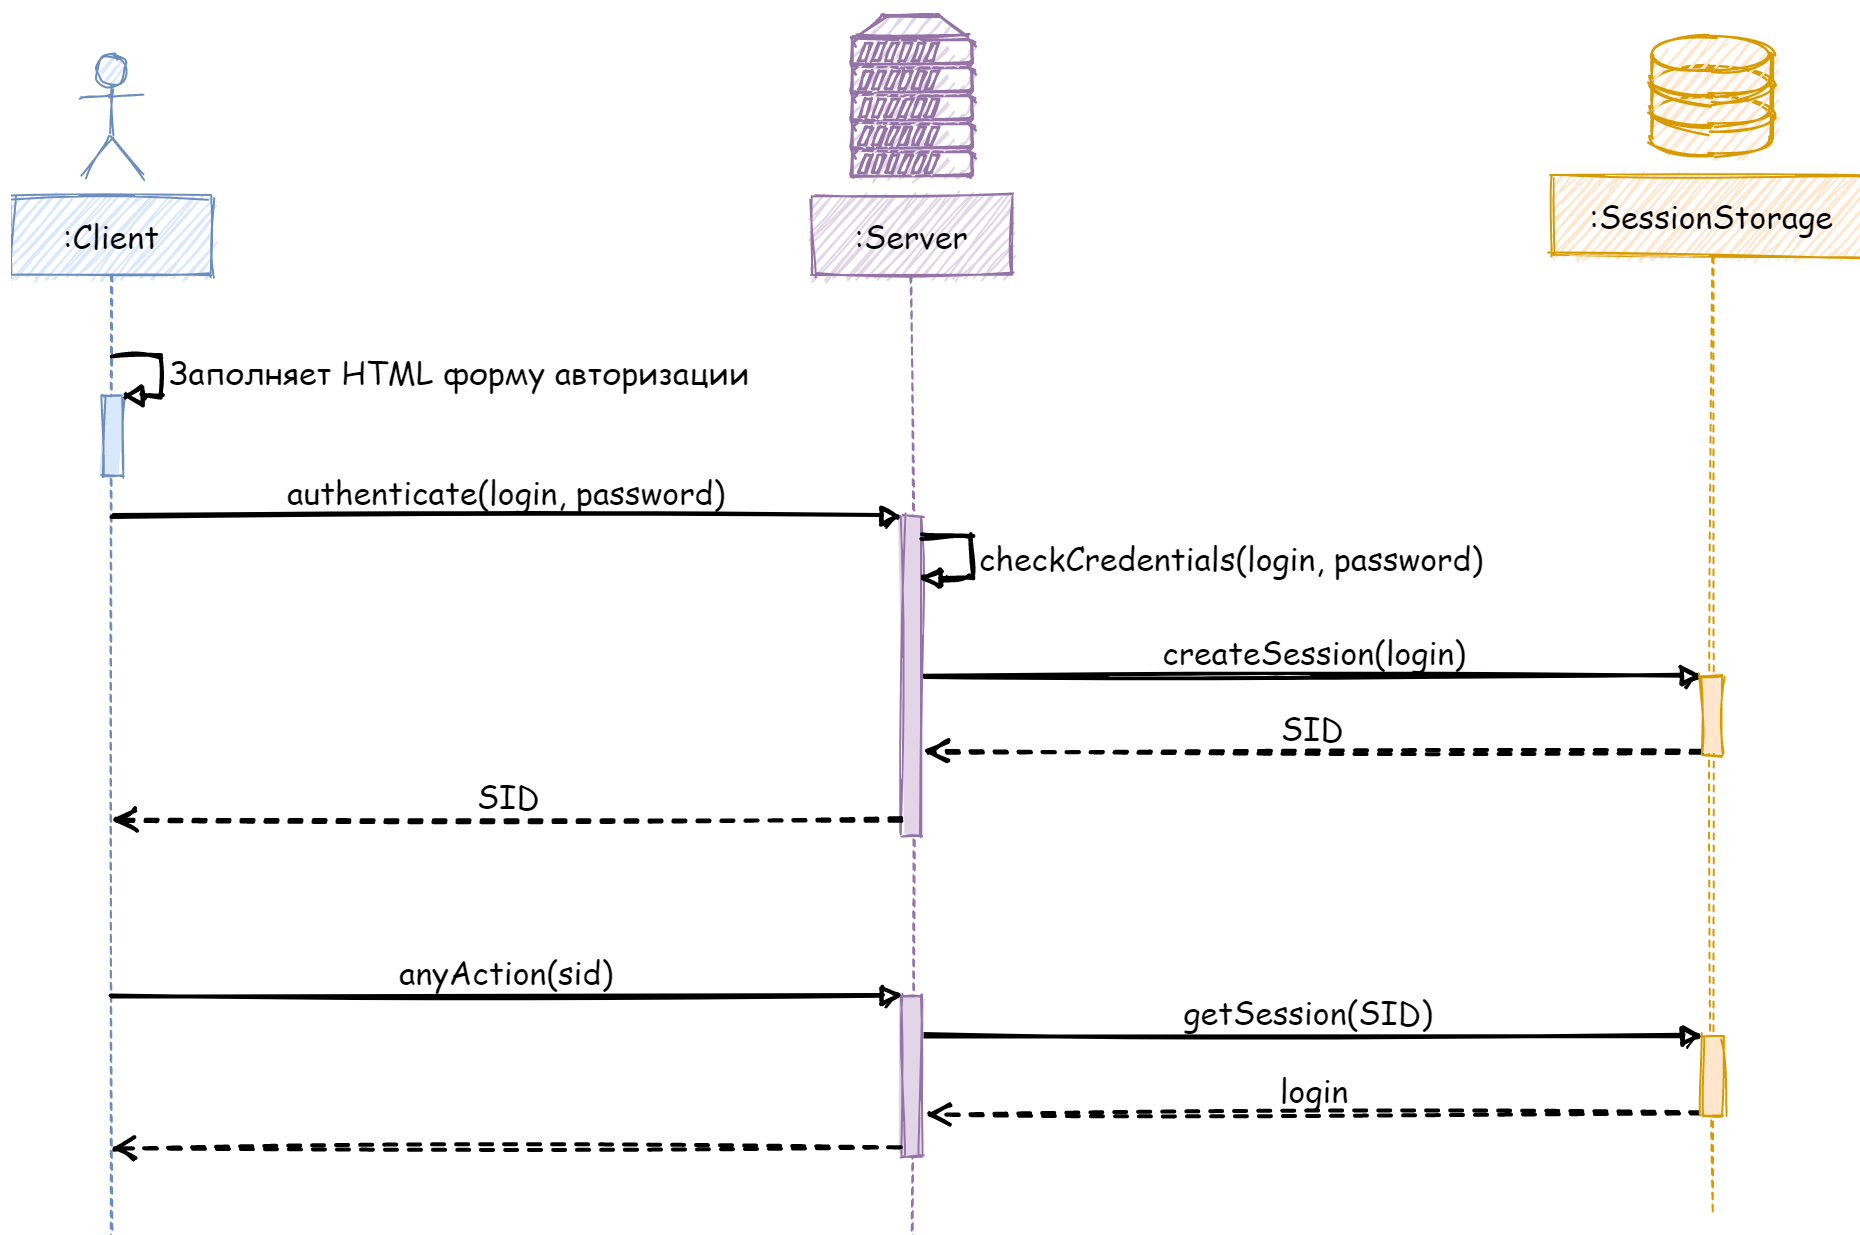 :Client
:Server
:SessionStorage
Заполняет HTML форму авторизации
authenticate(login, password)
checkCredentials(login, password)
createSession(login)
SID
SID
anyAction(sid)
getSession(SID)
login